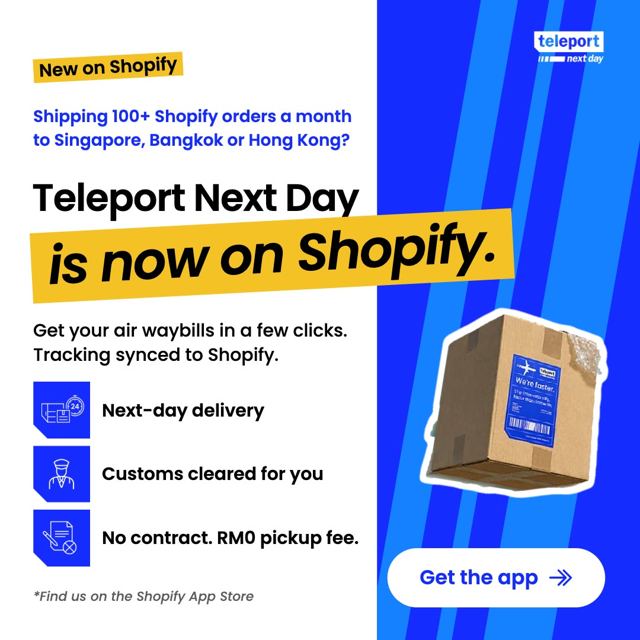 teleport
next day
New on Shopify
Shipping 100+ Shopify orders a month
to Singapore, Bangkok or Hong Kong?
Teleport Next Day
is now on Shopify.
Get your air waybills in a few clicks.
Tracking synced to Shopify.
24
Next-day delivery
Customs cleared for you
No contract. RM0 pickup fee.
teleport
We're faster.
Get the app
*Find us on the Shopify App Store